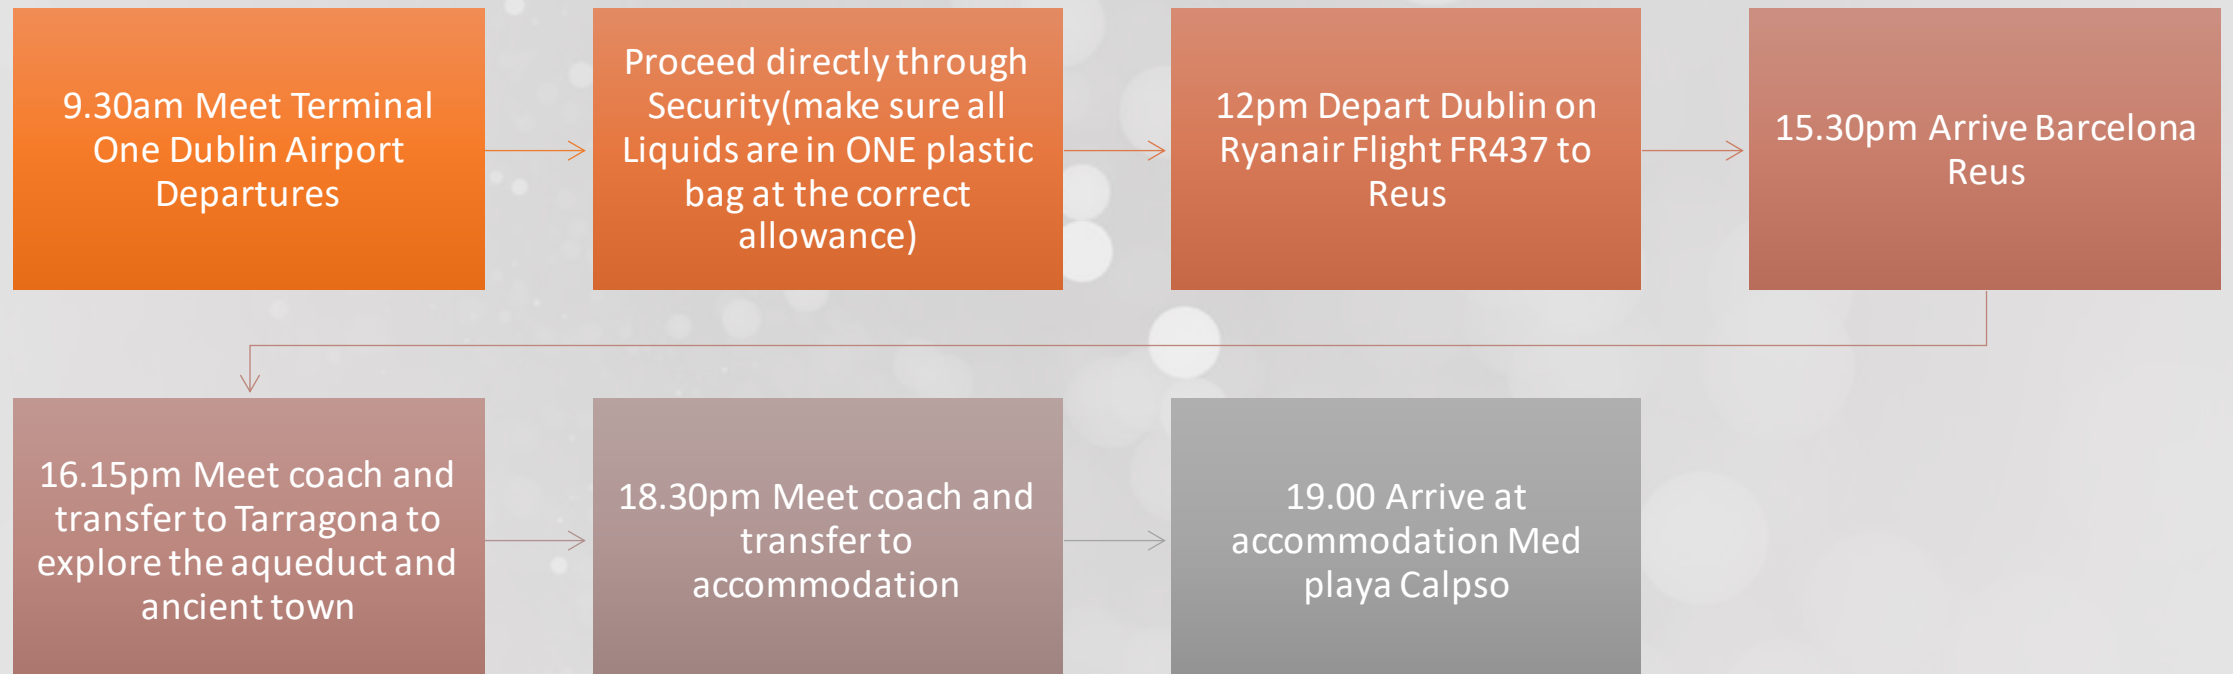 9.30am Meet Terminal
One Dublin Airport
Departures
Proceed directly through
Security(make sure all
Liquids are in ONE plastic
bag at the correct
allowance)
12pm Depart Dublin on
Ryanair Flight FR437 to
Reus
15.30pm Arrive Barcelona
Reus
16.15pm Meet coach and
transfer to Tarragona to
explore the aqueduct and
ancient town
18.30pm Meet coach and
transfer to
accommodation
19.00 Arrive at
accommodation Med
playa Calpso